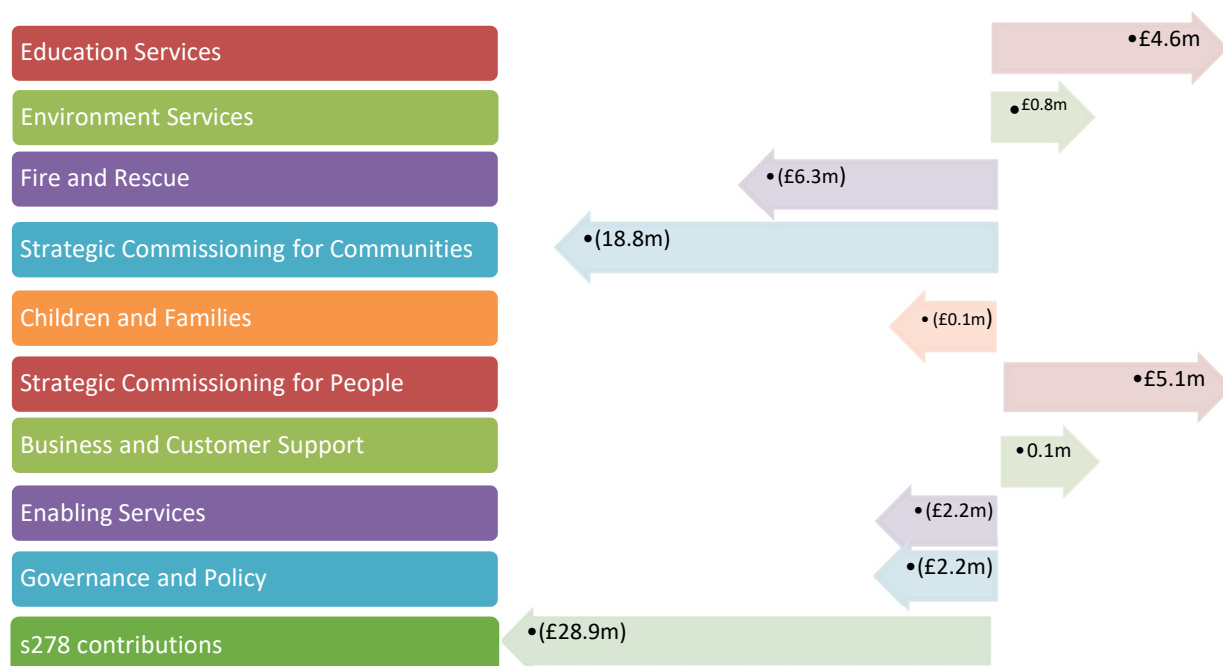 Education Services
•£4.6m
Environment Services
•£0.8m
Fire and Rescue
•(£6.3m)
Strategic Commissioning for Communities
•(18.8m)
Children and Families
•(£0.1m)
Strategic Commissioning for People
•£5.1m
Business and Customer Support
•0.1m
Enabling Services
•(£2.2m)
Governance and Policy
•(£2.2m)
s278 contributions
•(£28.9m)